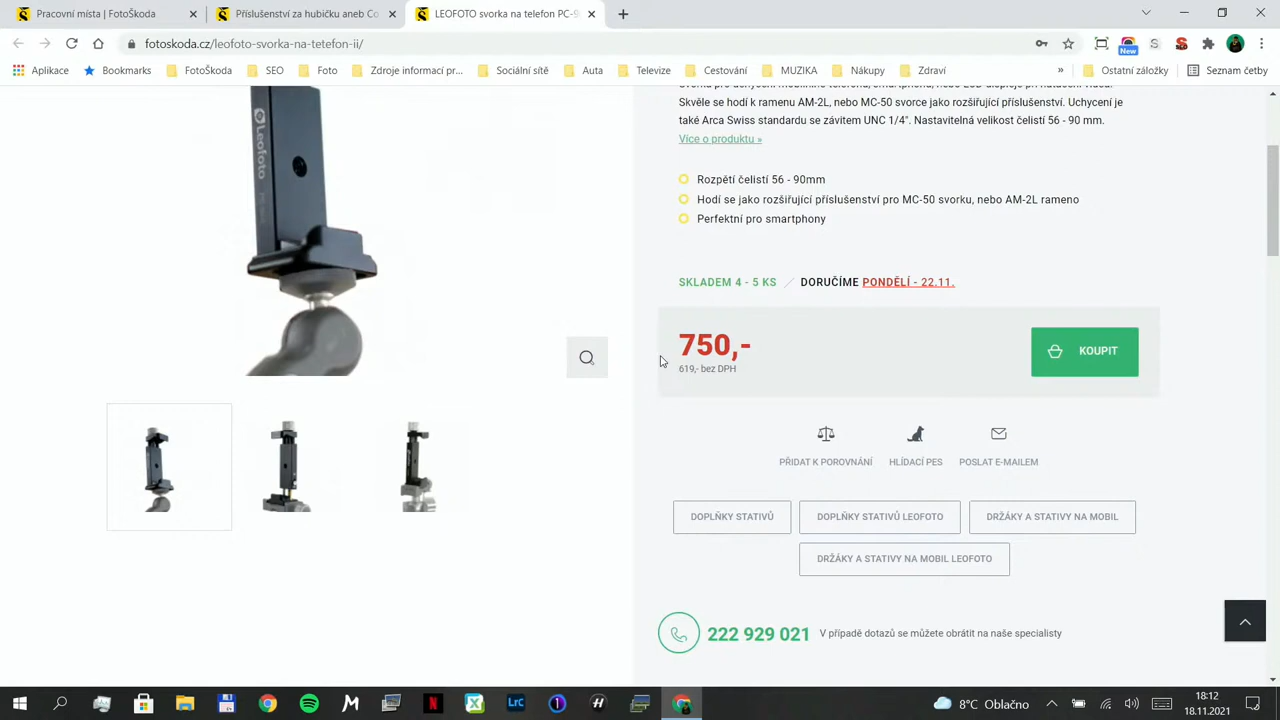 Pracovní místa | FotoŠkoda
Příslušenství za hubičku aneb Co
LEOFOTO svorka na telefon PC-9
fotoskoda.cz/leofoto-svorka-na-telefon-ii/
New
Aplikace
Bookmarks
FotoŠkoda
SEO
Foto
Zdroje informací pr...
Sociální sítě
Auta
Televize
Cestování
MUZIKA
Nákupy
Zdraví
»
Ostatní záložky
Seznam četby
Leofoto
Skvěle se hodí k ramenu AM-2L, nebo MC-50 svorce jako rozšiřující příslušenství. Uchycení je
také Arca Swiss standardu se závitem UNC 1/4". Nastavitelná velikost čelistí 56 - 90 mm.
Více o produktu »
Rozpětí čelistí 56 - 90mm
Hodí se jako rozšiřující příslušenství pro MC-50 svorku, nebo AM-2L rameno
Perfektní pro smartphony
SKLADEM 4 - 5 KS
DORUČÍME PONDĚLÍ - 22.11.
750,-
619,- bez DPH
KOUPIT
PŘIDAT K POROVNÁNÍ
HLÍDACÍ PES
POSLAT E-MAILEM
DOPLŇKY STATIVŮ
DOPLŇKY STATIVŮ LEOFOTO
DRŽÁKY A STATIVY NA MOBIL
DRŽÁKY A STATIVY NA MOBIL LEOFOTO
222 929 021
V případě dotazů se můžete obrátit na naše specialisty
Lrc
8°C Oblačno
18:12
18.11.2021